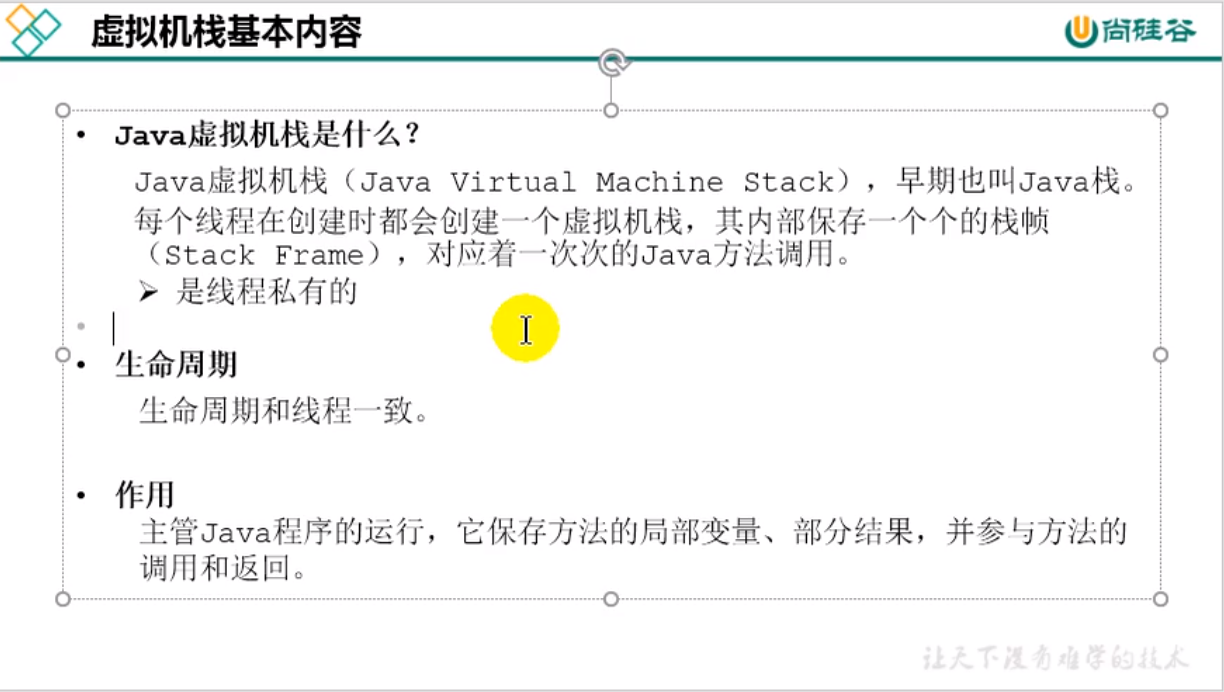 虚拟机栈基本内容
尚硅谷
• Java虚拟机栈是什么？
Java虚拟机栈（Java Virtual Machine Stack），早期也叫Java栈。
每个线程在创建时都会创建一个虚拟机栈，其内部保存一个个的栈帧
（Stack Frame），对应着一次次的Java方法调用。
➢ 是线程私有的
• 生命周期
生命周期和线程一致。
• 作用
主管Java程序的运行，它保存方法的局部变量、部分结果，并参与方法的
调用和返回。
让天下没有难学的技术